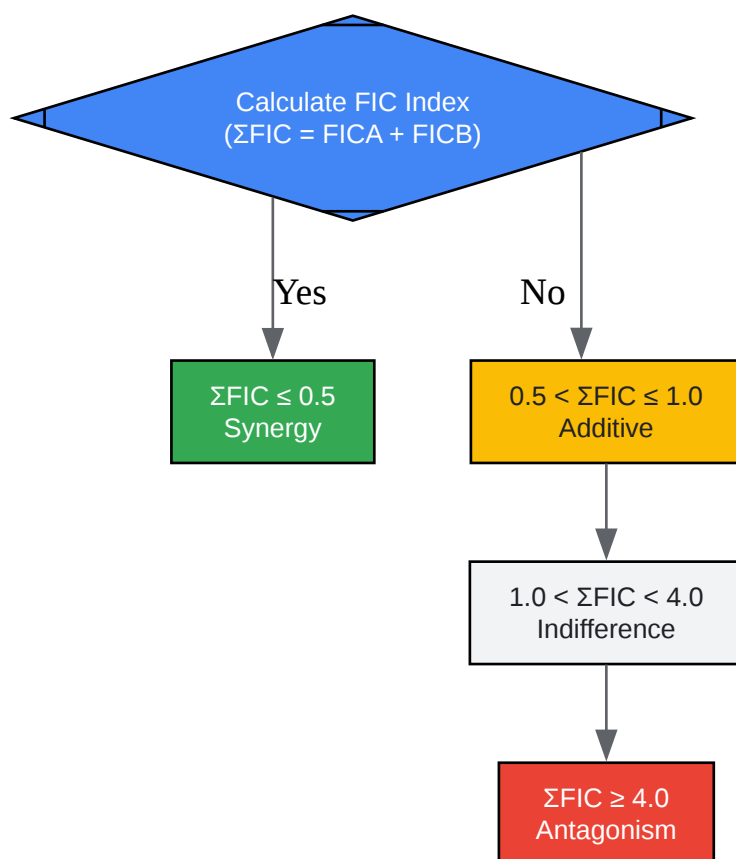 Calculate FIC Index
(ΣFIC = FICA + FICB)
Yes
No
ΣFIC ≤ 0.5
Synergy
0.5 < ΣFIC ≤ 1.0
Additive
1.0 < ΣFIC < 4.0
Indifference
ΣFIC ≥ 4.0
Antagonism